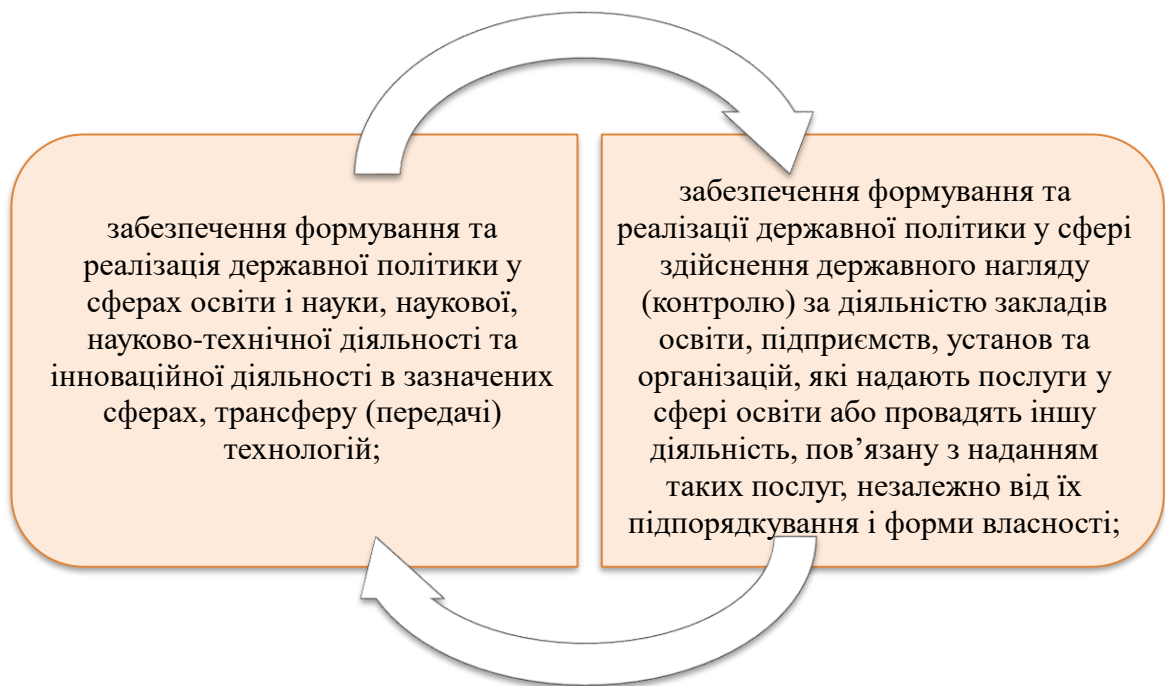 забезпечення формування та
реалізація державної політики у
сферах освіти і науки, наукової,
науково-технічної діяльності та
інноваційної діяльності в зазначених
сферах, трансферу (передачі)
технологій;
забезпечення формування та
реалізації державної політики у сфері
здійснення державного нагляду
(контролю) за діяльністю закладів
освіти, підприємств, установ та
організацій, які надають послуги у
сфері освіти або провадять іншу
діяльність, пов’язану з наданням
таких послуг, незалежно від їх
підпорядкування і форми власності;